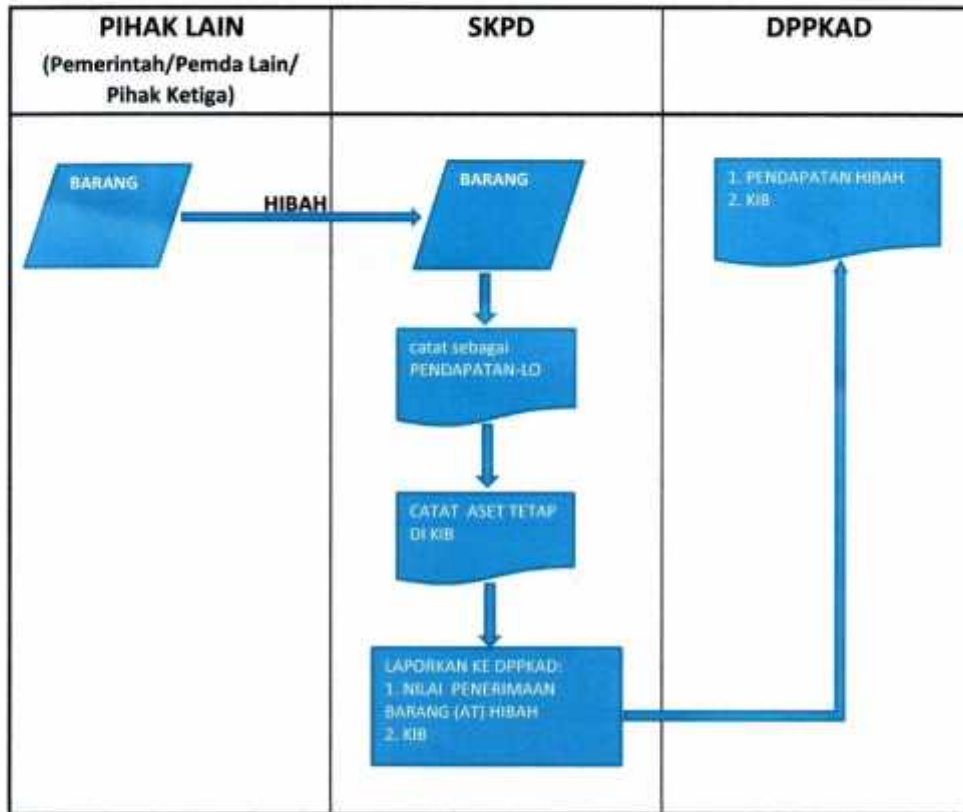 PIHAK LAIN
(Pemerintah/Pemda Lain/
Pihak Ketiga)
SKPD
DPPKAD
BARANG
HIBAH
BARANG
1. PENDAPATAN HIBAH
2. KIB
catat sebagai
PENDAPATAN-LO
CATAT ASET TETAP
DI KIB
LAPORKAN KE DPPKAD:
1. NILAI PENERIMAAN
BARANG (AT) HIBAH
2. KIB